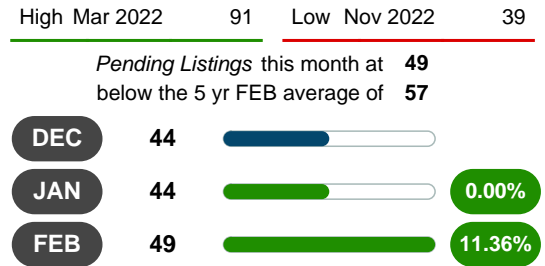 High Mar 2022 91 Low Nov 2022 39
Pending Listings this month at 49
below the 5 yr FEB average of 57
DEC 44
JAN 44 0.00%
FEB 49 11.36%